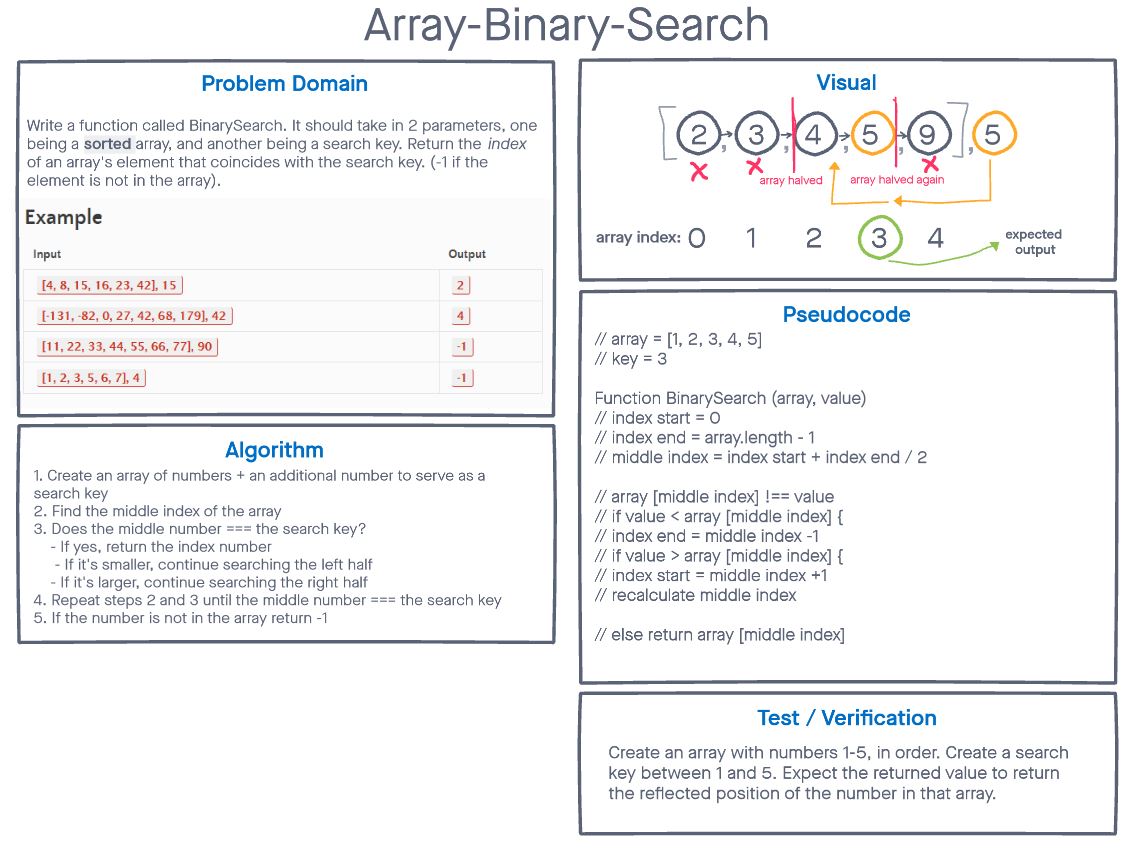 Array-Binary-Search
Problem Domain
Write a function called BinarySearch. It should take in 2 parameters, one
being a sorted array, and another being a search key. Return the index
of an array's element that coincides with the search key. (-1 if the
element is not in the array).
Example
Input Output
[4, 8, 15, 16, 23, 42], 15 2
[-131, -82, 0, 27, 42, 68, 179], 42 4
[11, 22, 33, 44, 55, 66, 77], 90 -1
[1, 2, 3, 5, 6, 7], 4 -1
Algorithm
1. Create an array of numbers + an additional number to serve as a
search key
2. Find the middle index of the array
3. Does the middle number === the search key?
- If yes, return the index number
- If it's smaller, continue searching the left half
- If it's larger, continue searching the right half
4. Repeat steps 2 and 3 until the middle number === the search key
5. If the number is not in the array return -1
Visual
[2, 3, 4, 5, 9], 5
array halved array halved again
array index: 0 1 2 3 4
expected
output
Pseudocode
// array = [1, 2, 3, 4, 5]
// key = 3
Function BinarySearch (array, value)
// index start = 0
// index end = array.length - 1
// middle index = index start + index end / 2
// array [middle index] !== value
// if value < array [middle index] {
// index end = middle index -1
// if value > array [middle index] {
// index start = middle index +1
// recalculate middle index
// else return array [middle index]
Test / Verification
Create an array with numbers 1-5, in order. Create a search
key between 1 and 5. Expect the returned value to return
the reflected position of the number in that array.